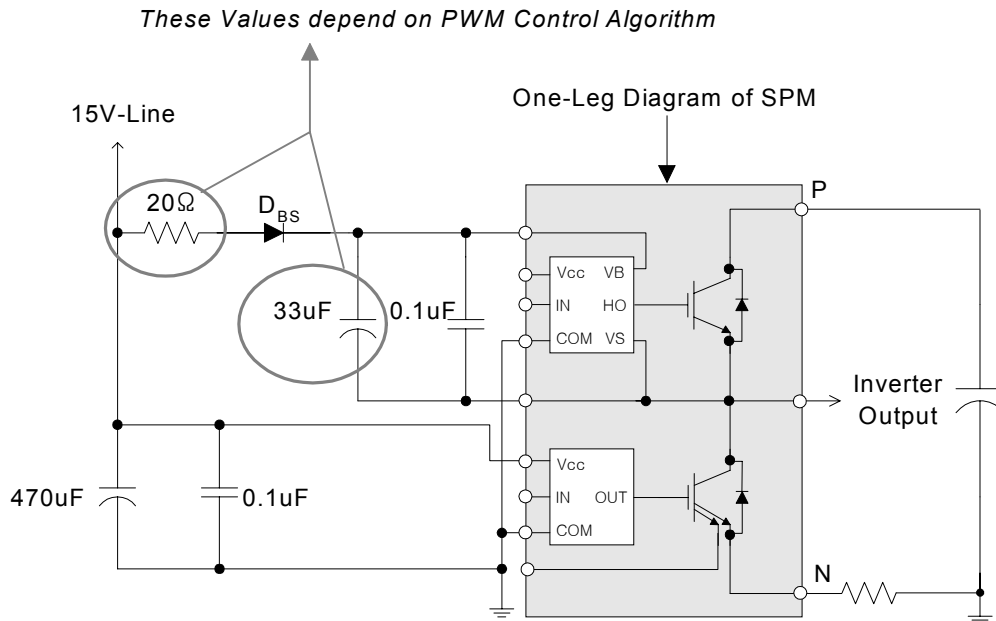 These Values depend on PWM Control Algorithm
One-Leg Diagram of SPM
15V-Line
P
20Ω
DBS
Vcc VB
33uF
0.1uF
IN HO
COM VS
Inverter
Output
Vcc
470uF
0.1uF
IN OUT
COM
N